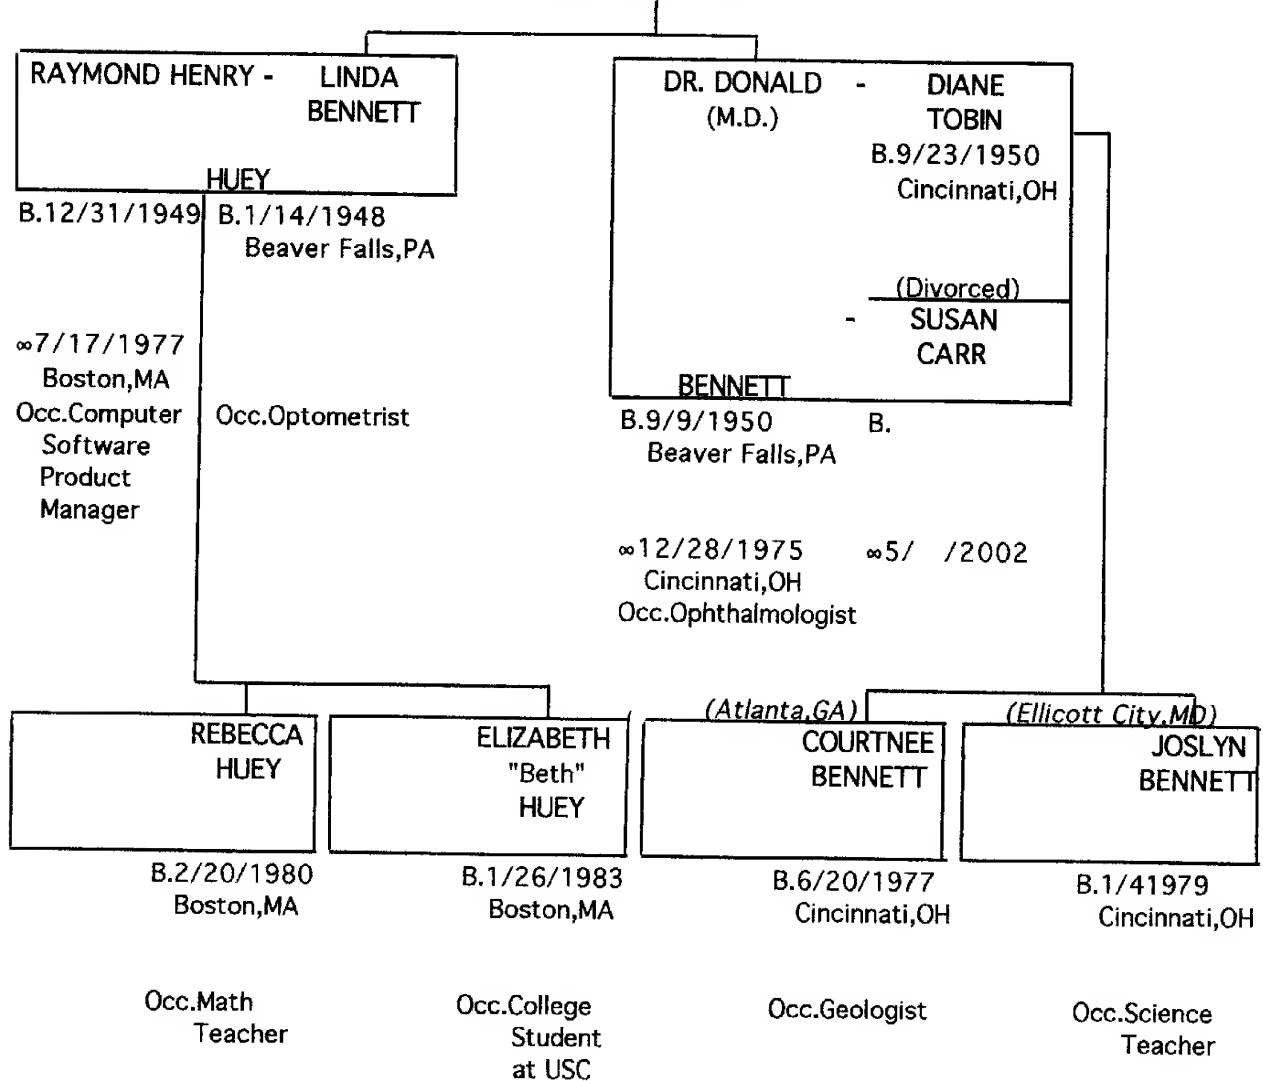 RAYMOND HENRY - LINDA
BENNETT
HUEY
B.12/31/1949 B.1/14/1948
Beaver Falls,PA
∞7/17/1977
Boston,MA
Occ.Computer Occ.Optometrist
Software
Product
Manager
DR. DONALD - DIANE
(M.D.) TOBIN
B.9/23/1950
Cincinnati,OH
(Divorced)
- SUSAN
CARR
BENNETT
B.9/9/1950 B.
Beaver Falls,PA
∞12/28/1975 ∞5/ /2002
Cincinnati,OH
Occ.Ophthalmologist
REBECCA
HUEY
B.2/20/1980
Boston,MA
Occ.Math
Teacher
ELIZABETH
"Beth"
HUEY
B.1/26/1983
Boston,MA
Occ.College
Student
at USC
(Atlanta,GA)
COURTNEE
BENNETT
B.6/20/1977
Cincinnati,OH
Occ.Geologist
(Ellicott City,MD)
JOSLYN
BENNETT
B.1/41979
Cincinnati,OH
Occ.Science
Teacher